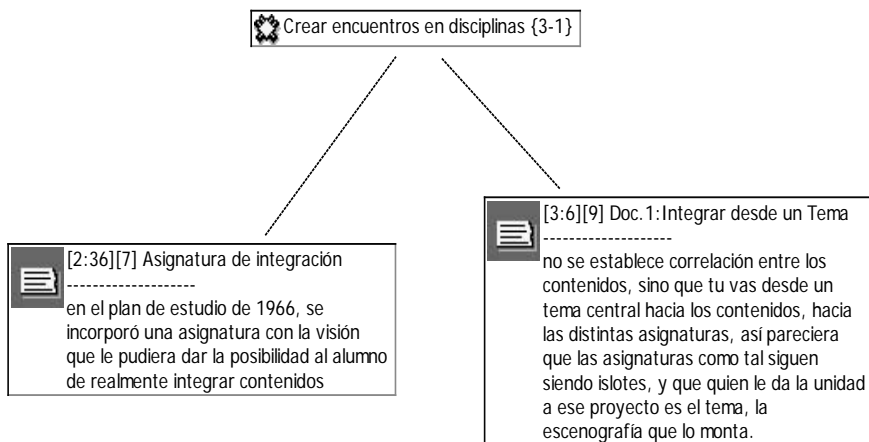 Crear encuentros en disciplinas {3-1}
[2:36][7] Asignatura de integración
--------------------
en el plan de estudio de 1966, se
incorporó una asignatura con la visión
que le pudiera dar la posibilidad al alumno
de realmente integrar contenidos
[3:6][9] Doc.1:Integrar desde un Tema
--------------------
no se establece correlación entre los
contenidos, sino que tu vas desde un
tema central hacia los contenidos, hacia
las distintas asignaturas, así pareciera
que las asignaturas como tal siguen
siendo islotes, y que quien le da la unidad
a ese proyecto es el tema, la
escenografía que lo monta.